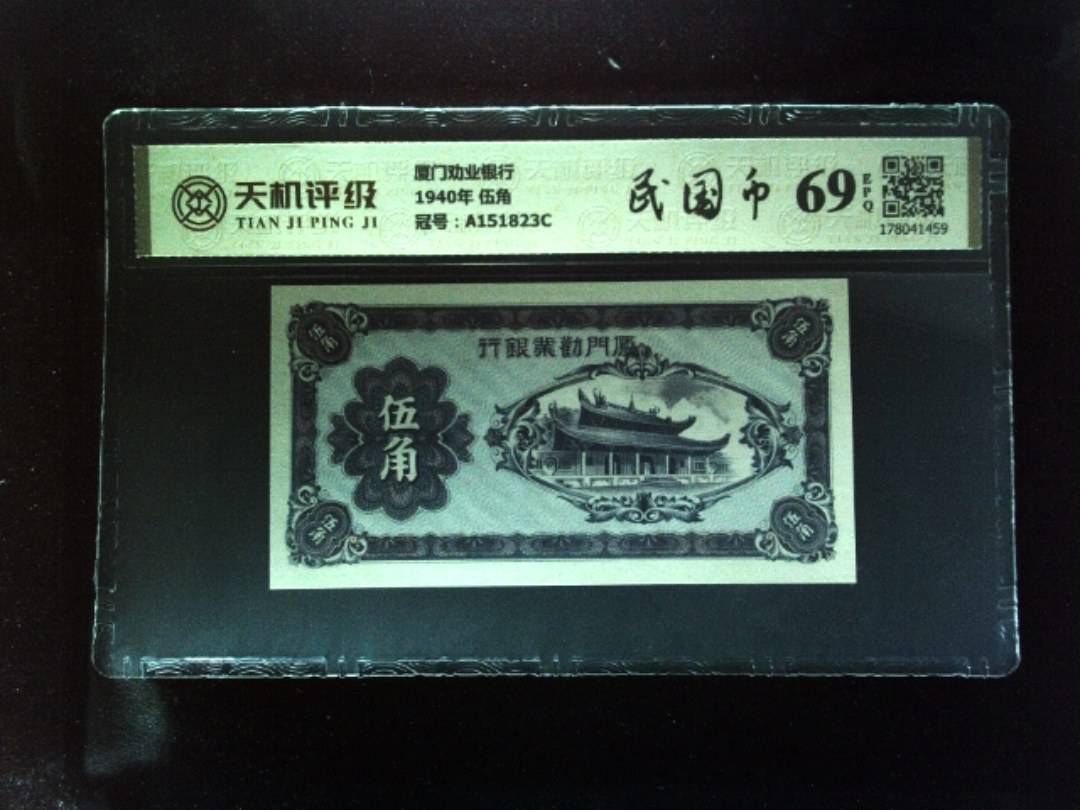 天机评级
TIAN JI PING JI
厦门劝业银行
1940年 伍角
冠号：A151823C
民国币
69
EPQ
178041459
伍角
伍角
行銀業勸門厦
伍角
伍角
伍角